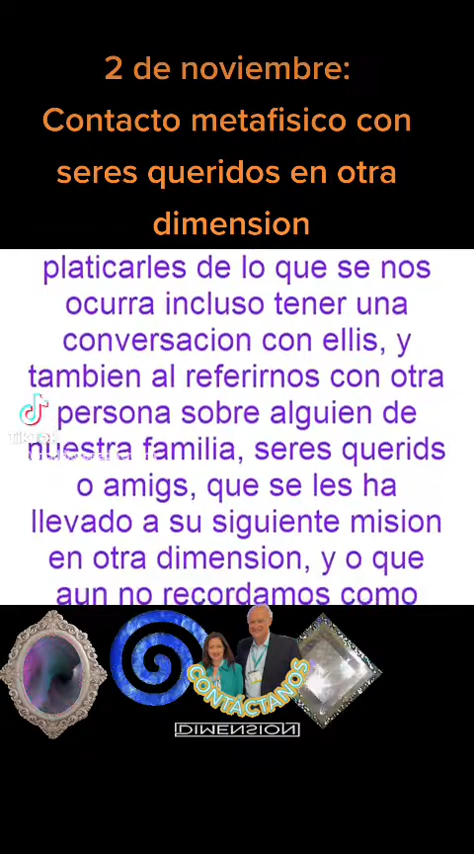 2 de noviembre:
Contacto metafisico con
seres queridos en otra
dimension
platicarles de lo que se nos
ocurra incluso tener una
conversacion con ellis, y
tambien al referirnos con otra
persona sobre alguien de
TikTok
nuestra familia, seres querids
o amigs, que se les ha
llevado a su siguiente mision
en otra dimension, y o que
aun no recordamos como
CONTÁCTANOS
DIMENSION